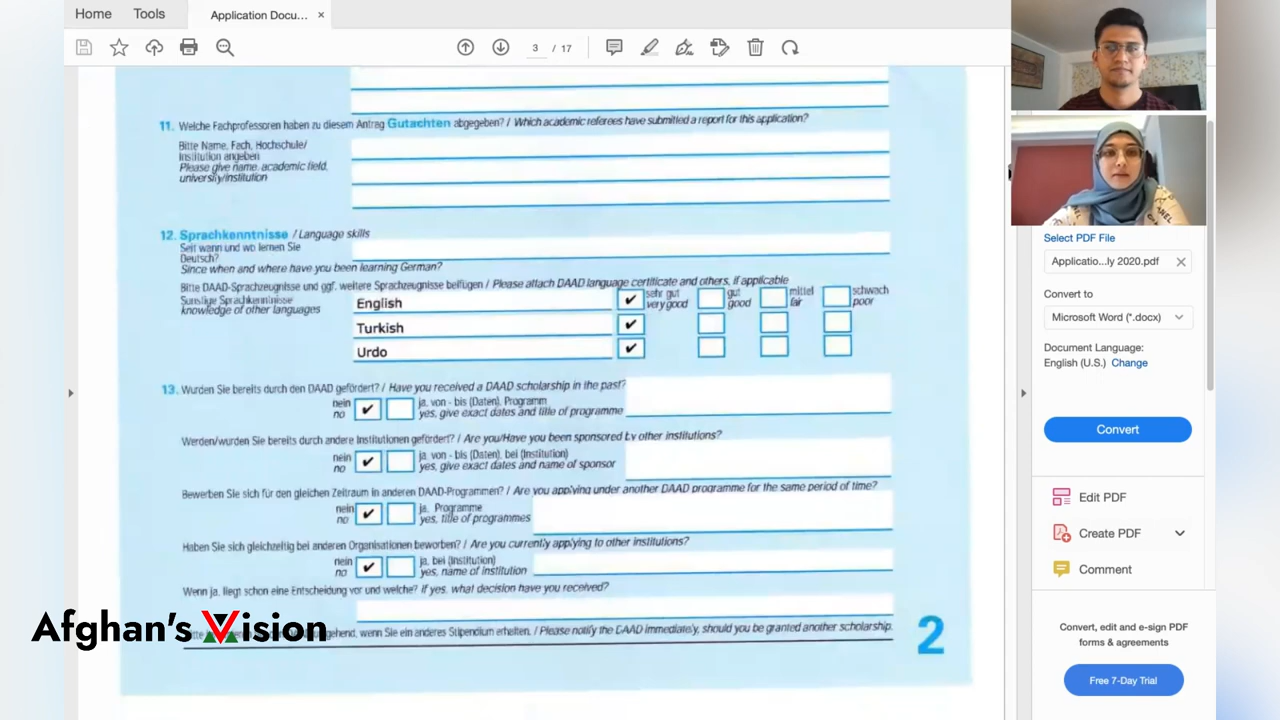 Home Tools Application Docu... ×
3 / 17
11. Welche Fachprofessoren haben zu diesem Antrag Gutachten abgegeben? / Which academic referees have submitted a report for this application?
Bitte Name, Fach, Hochschule/
Institution angeben
Please give name, academic field,
university/institution
12. Sprachkenntnisse / Language skills
Seit wann und wo lernen Sie
Deutsch?
Since when and where have you been learning German?
Bitte DAAD-Sprachzeugnisse und ggf. weitere Sprachzeugnisse beifügen / Please attach DAAD language certificate and others, if applicable
Sonstige Sprachkenntnisse
knowledge of other languages
English ✔ sehr gut very good gut good mittel fair schwach poor
Turkish ✔
Urdo ✔
13. Wurden Sie bereits durch den DAAD gefördert? / Have you received a DAAD scholarship in the past?
nein ja, von - bis (Daten), Programm
no ✔ yes, give exact dates and title of programme
Werden/wurden Sie bereits durch andere Institutionen gefördert? / Are you/Have you been sponsored by other institutions?
nein ja, von - bis (Daten), bei (Institution)
no ✔ yes, give exact dates and name of sponsor
Bewerben Sie sich für den gleichen Zeitraum in anderen DAAD-Programmen? / Are you applying under another DAAD programme for the same period of time?
nein ja, Programme
no ✔ yes, title of programmes
Haben Sie sich gleichzeitig bei anderen Organisationen beworben? / Are you currently applying to other institutions?
nein ja, bei (Institution)
no ✔ yes, name of institution
Wenn ja, liegt schon eine Entscheidung vor und welche? / If yes, what decision have you received?
wenn Sie ein anderes Stipendium erhalten. / Please notify the DAAD immediately, should you be granted another scholarship.
2
Afghan's Vision
Select PDF File
Applicatio...ly 2020.pdf ×
Convert to
Microsoft Word (*.docx)
Document Language:
English (U.S.) Change
Convert
Edit PDF
Create PDF
Comment
Convert, edit and e-sign PDF
forms & agreements
Free 7-Day Trial